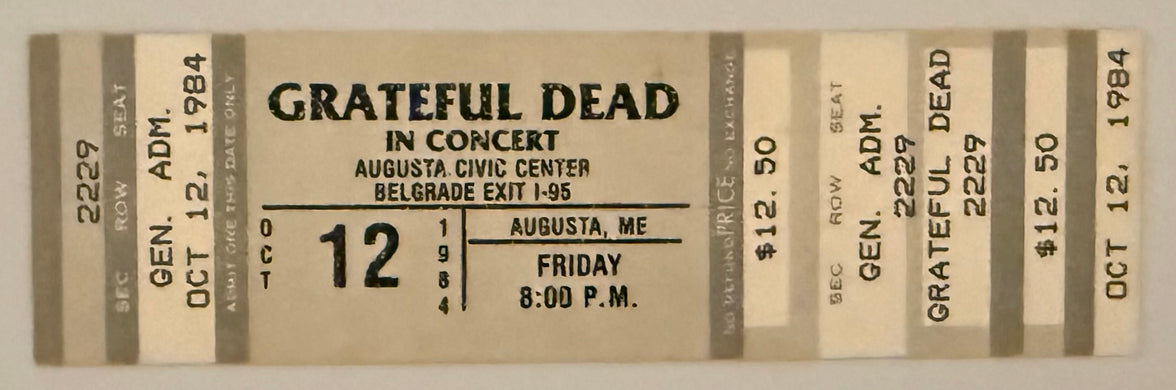 2229
SEC ROW SEAT
GEN. ADM.
OCT 12, 1984
ADMIT ONE THIS DATE ONLY
GRATEFUL DEAD
IN CONCERT
AUGUSTA CIVIC CENTER
BELGRADE EXIT I-95
OCT
12
1984
AUGUSTA, ME
FRIDAY
8:00 P.M.
NO REFUND PRICE NO EXCHANGE
$12.50
SEC ROW SEAT
GEN. ADM.
2229
GRATEFUL DEAD
2229
$12.50
OCT 12, 1984